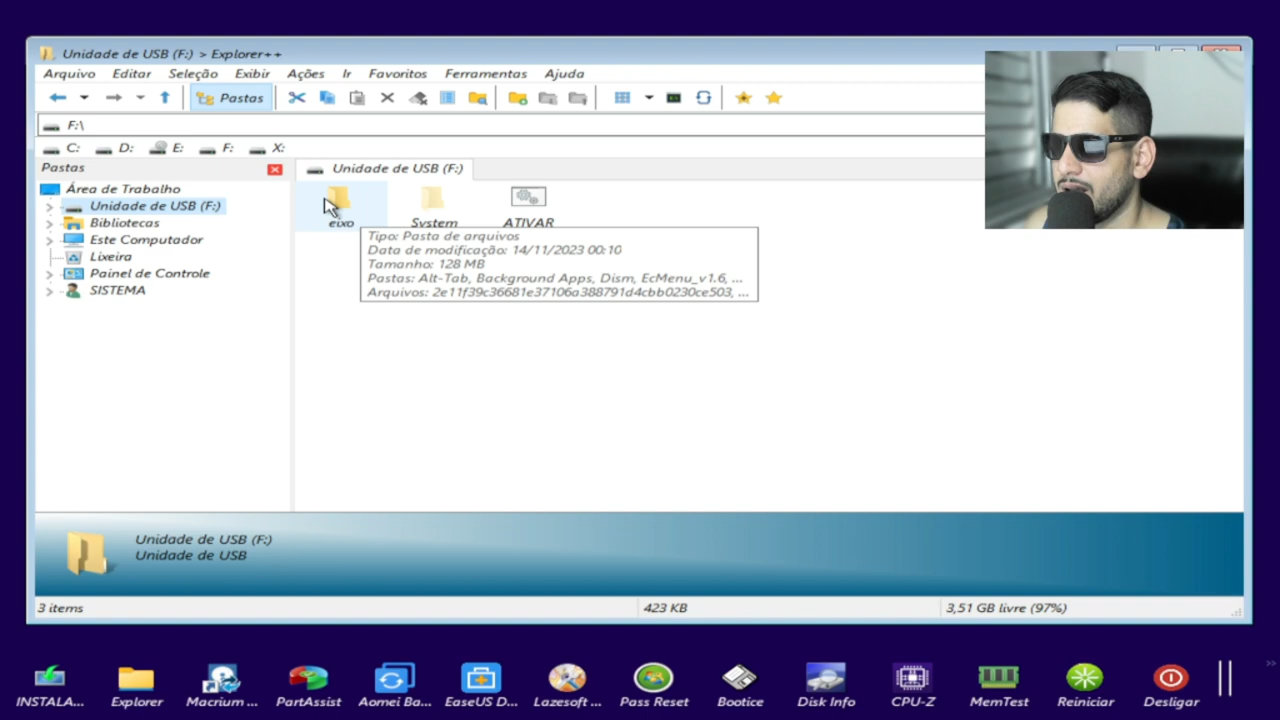 Unidade de USB (F:) > Explorer++
Arquivo Editar Seleção Exibir Ações Ir Favoritos Ferramentas Ajuda
Pastas
F:\
C: D: E: F: X:
Pastas
Unidade de USB (F:)
Área de Trabalho
Unidade de USB (F:)
Bibliotecas
Este Computador
Lixeira
Painel de Controle
SISTEMA
eixo System ATIVAR
Tipo: Pasta de arquivos
Data de modificação: 14/11/2023 00:10
Tamanho: 128 MB
Pastas: Alt-Tab, Background Apps, Dism, EcMenu_v1.6, ...
Arquivos: 2e11f39c36681e37106a388791d4cbb0230ce503, ...
Unidade de USB (F:)
Unidade de USB
3 items 423 KB 3,51 GB livre (97%)
INSTALA... Explorer Macrium ... PartAssist Aomei Ba... EaseUS D... Lazesoft ... Pass Reset Bootice Disk Info CPU-Z MemTest Reiniciar Desligar